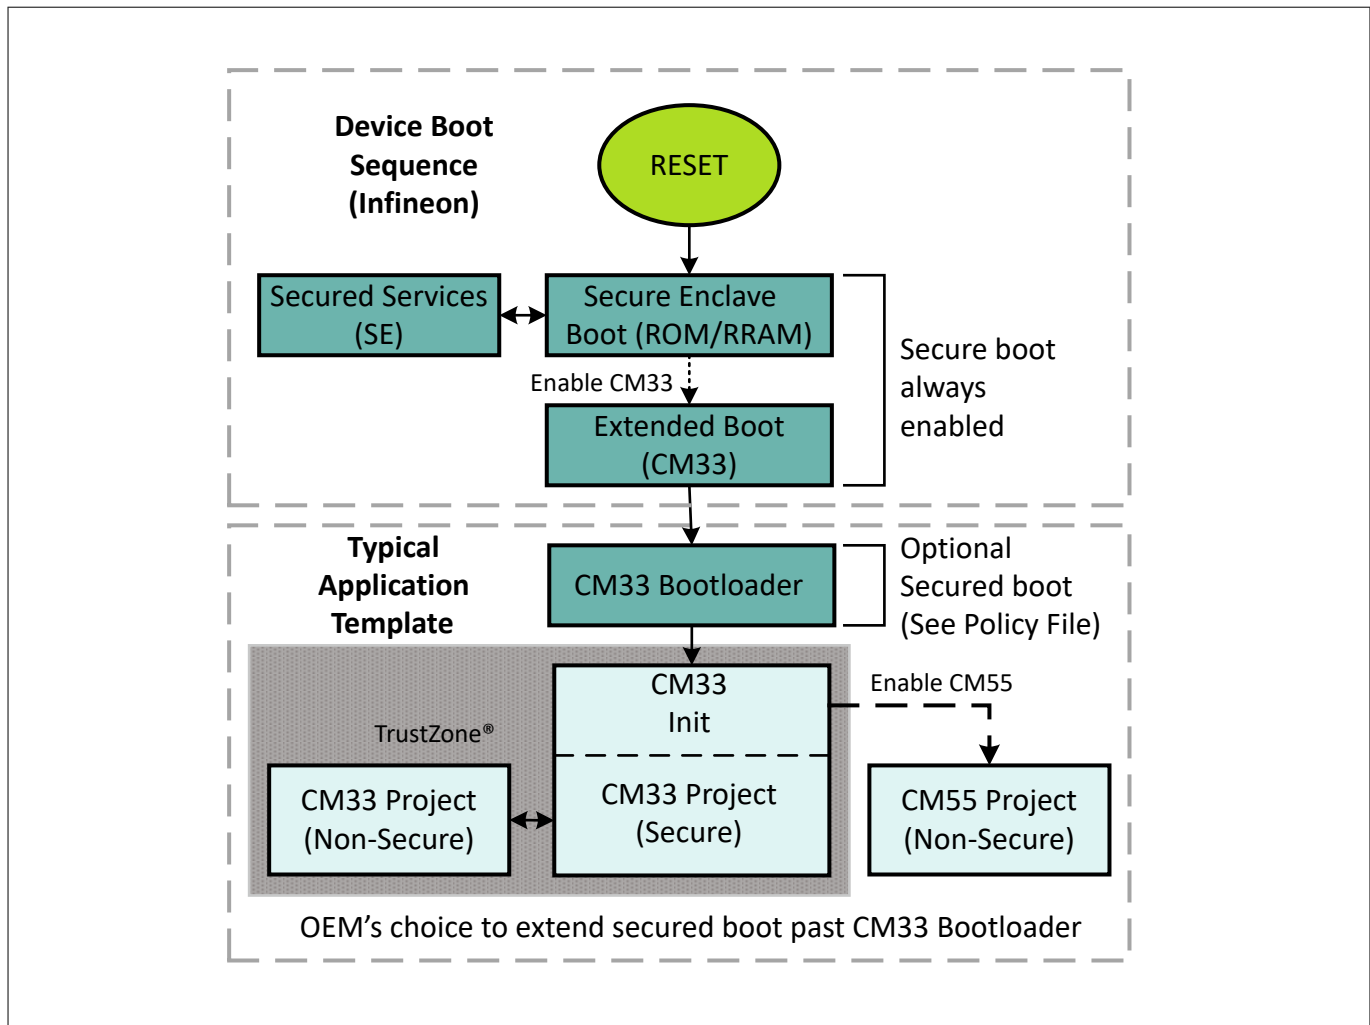 Device Boot
Sequence
(Infineon)
RESET
Secured Services
(SE)
Secure Enclave
Boot (ROM/RRAM)
Enable CM33
Extended Boot
(CM33)
Secure boot
always
enabled
Typical
Application
Template
CM33 Bootloader
Optional
Secured boot
(See Policy File)
CM33
Init
Enable CM55
TrustZone®
CM33 Project
(Non-Secure)
CM33 Project
(Secure)
CM55 Project
(Non-Secure)
OEM’s choice to extend secured boot past CM33 Bootloader